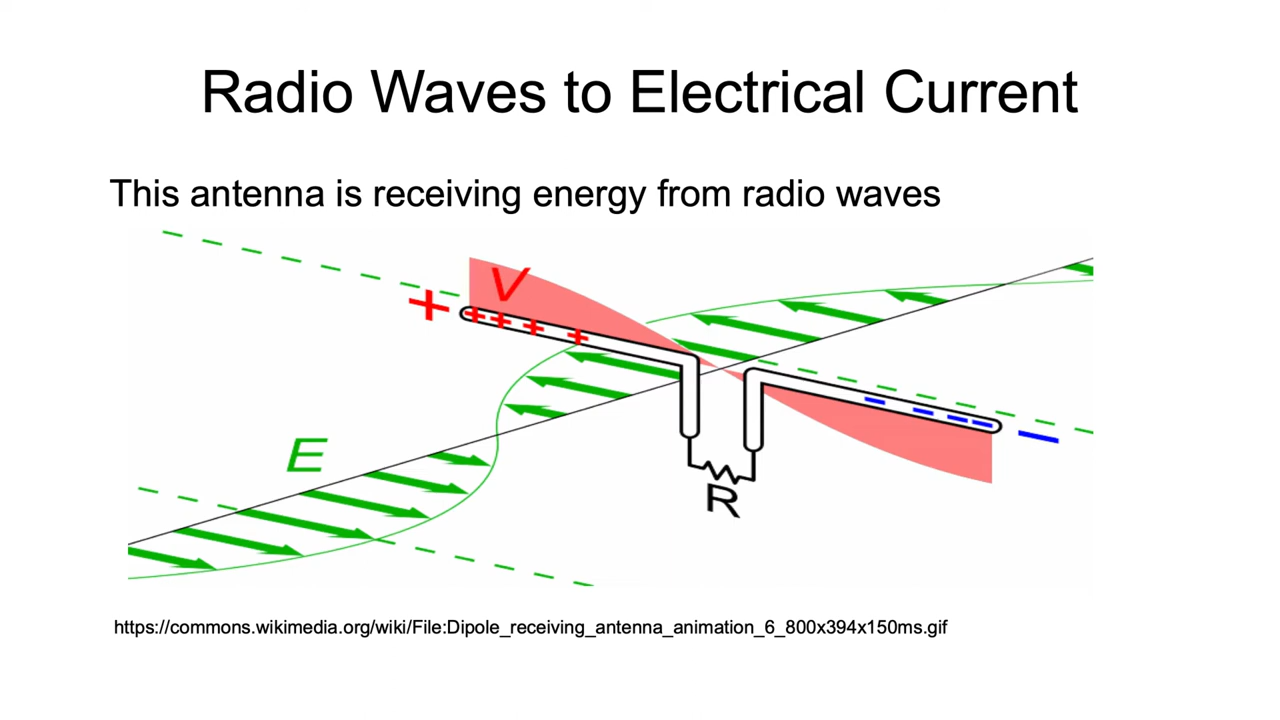 Radio Waves to Electrical Current
This antenna is receiving energy from radio waves
V
+
+ + + +
E
- - - -
-
R
https://commons.wikimedia.org/wiki/File:Dipole_receiving_antenna_animation_6_800x394x150ms.gif